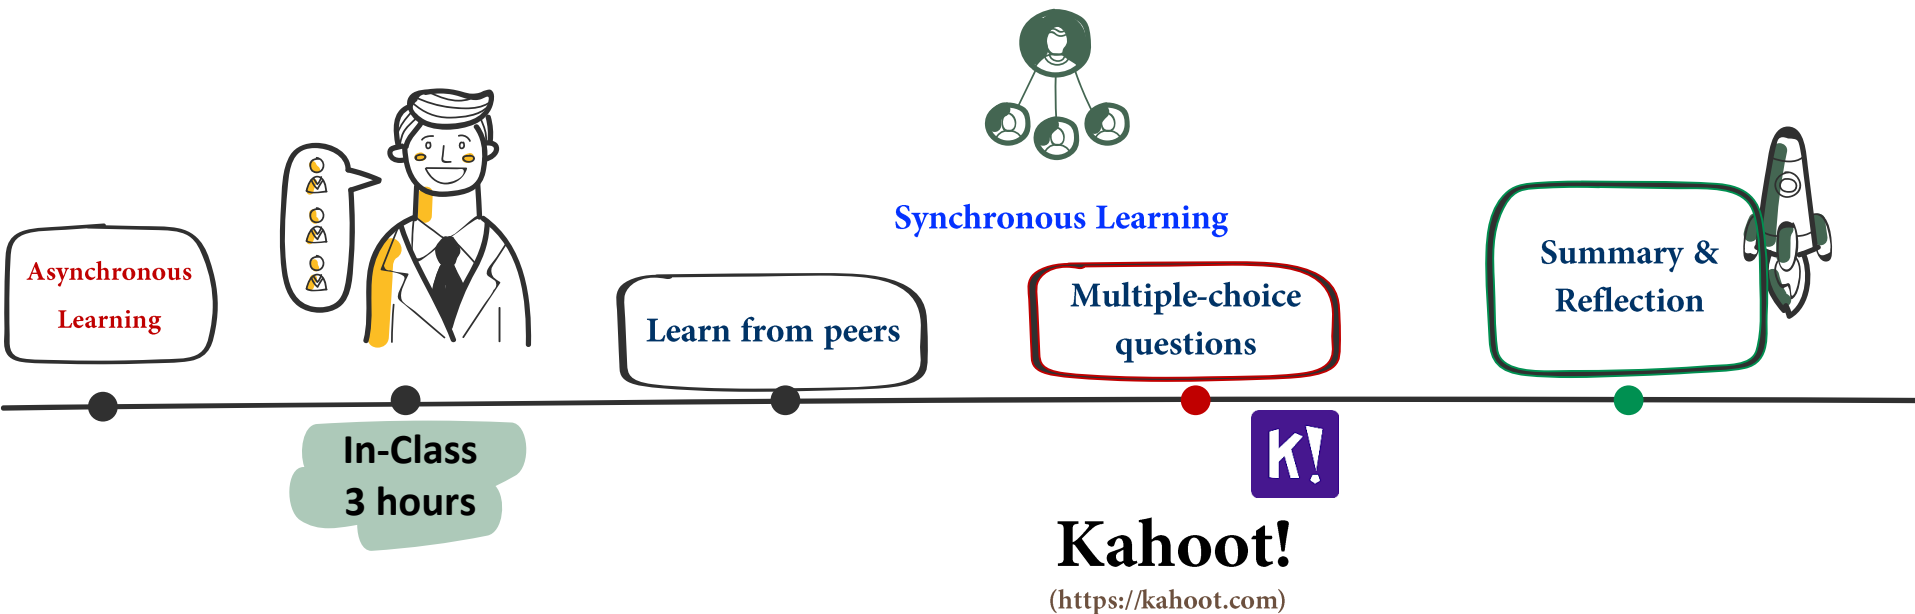 Asynchronous
Learning
In-Class
3 hours
Learn from peers
Synchronous Learning
Multiple-choice
questions
K!
Kahoot!
(https://kahoot.com)
Summary &
Reflection